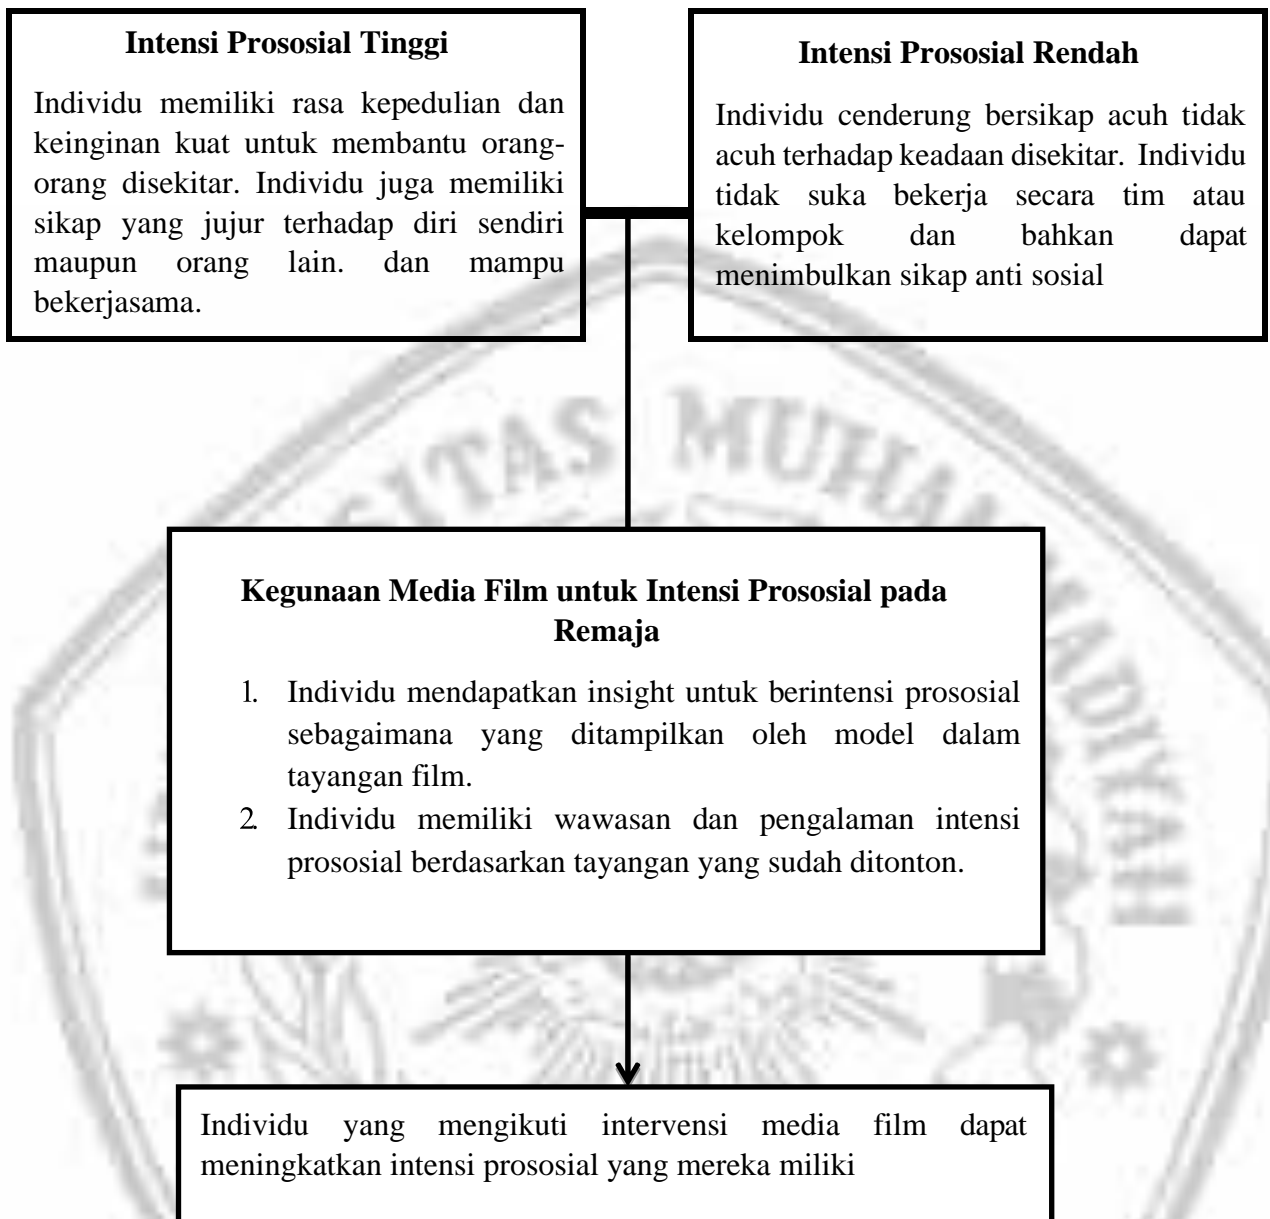 Intensi Prososial Tinggi
Individu memiliki rasa kepedulian dan
keinginan kuat untuk membantu orang-
orang disekitar. Individu juga memiliki
sikap yang jujur terhadap diri sendiri
maupun orang lain. dan mampu
bekerjasama.
Intensi Prososial Rendah
Individu cenderung bersikap acuh tidak
acuh terhadap keadaan disekitar. Individu
tidak suka bekerja secara tim atau
kelompok dan bahkan dapat
menimbulkan sikap anti sosial
SITAS MUHAMMADIYAH
Kegunaan Media Film untuk Intensi Prososial pada
Remaja
1. Individu mendapatkan insight untuk berintensi prososial
sebagaimana yang ditampilkan oleh model dalam
tayangan film.
2. Individu memiliki wawasan dan pengalaman intensi
prososial berdasarkan tayangan yang sudah ditonton.
Individu yang mengikuti intervensi media film dapat
meningkatkan intensi prososial yang mereka miliki